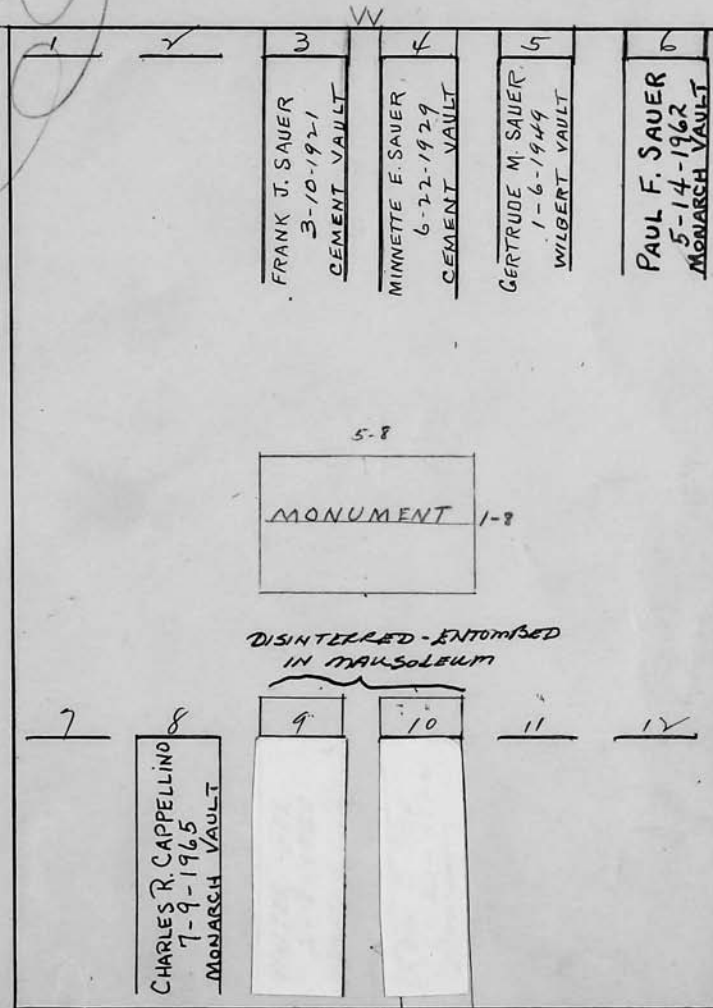 W
1 2 3 4 5 6
FRANK J. SAUER
3-10-1921
CEMENT VAULT
MINNETTE E. SAUER
6-22-1929
CEMENT VAULT
GERTRUDE M. SAUER
1-6-1949
WILBERT VAULT
PAUL F. SAUER
5-14-1962
MONARCH VAULT
5-8
MONUMENT 1-8
DISINTERRED - ENTOMBED
IN MAUSOLEUM
7 8 9 10 11 12
CHARLES R. CAPPELLINO
7-9-1965
MONARCH VAULT